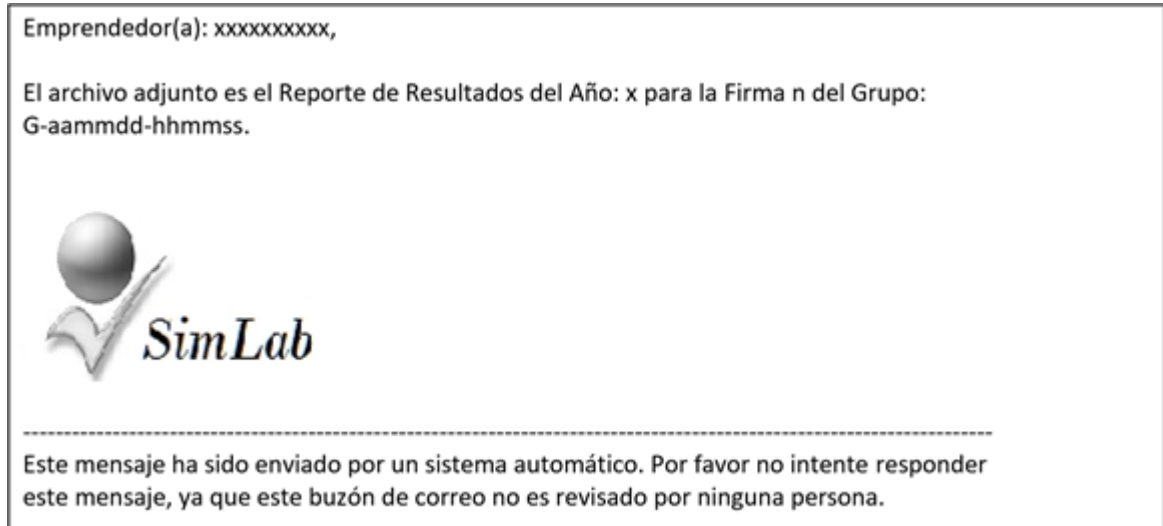 Emprendedor(a): xxxxxxxxxx,
El archivo adjunto es el Reporte de Resultados del Año: x para la Firma n del Grupo:
G-aammdd-hhmmss.
SimLab
----------------------------------------------------------------------------------------------------------------------
Este mensaje ha sido enviado por un sistema automático. Por favor no intente responder
este mensaje, ya que este buzón de correo no es revisado por ninguna persona.